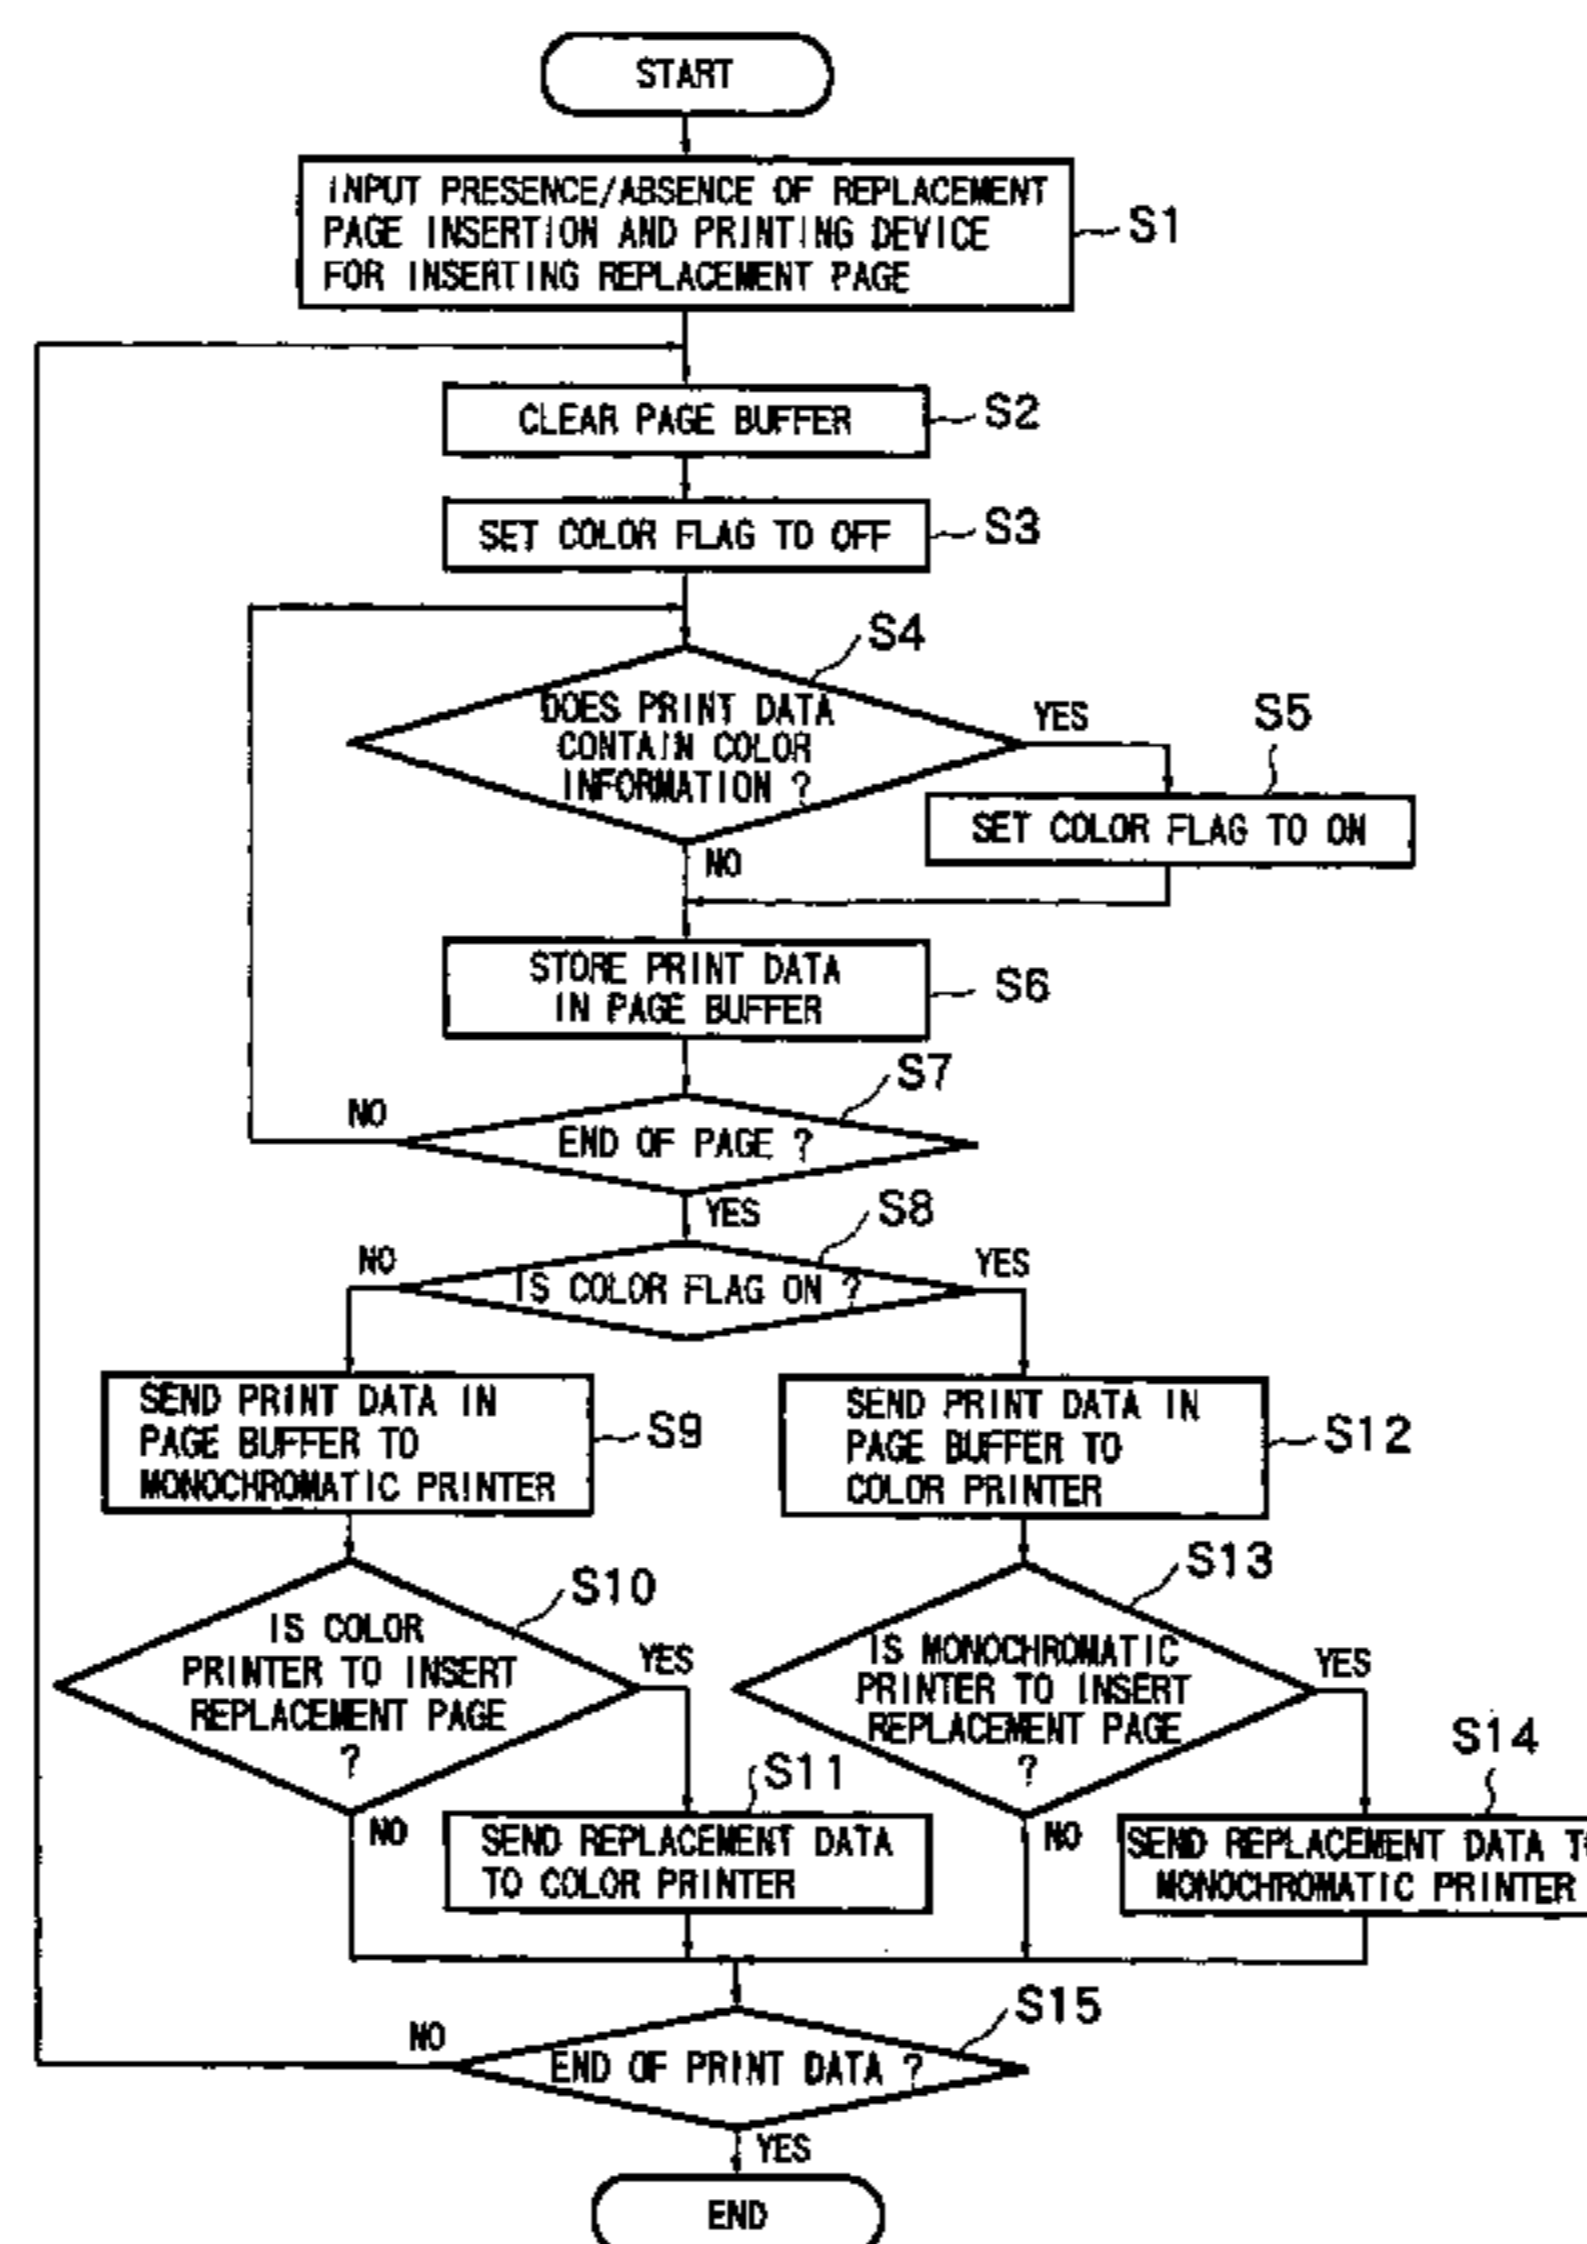 START
INPUT PRESENCE/ABSENCE OF REPLACEMENT
PAGE INSERTION AND PRINTING DEVICE
FOR INSERTING REPLACEMENT PAGE
S1
CLEAR PAGE BUFFER
S2
SET COLOR FLAG TO OFF
S3
S4
DOES PRINT DATA
CONTAIN COLOR
INFORMATION ?
YES
S5
SET COLOR FLAG TO ON
NO
STORE PRINT DATA
IN PAGE BUFFER
S6
S7
NO
END OF PAGE ?
YES
S8
NO
IS COLOR FLAG ON ?
YES
SEND PRINT DATA IN
PAGE BUFFER TO
MONOCHROMATIC PRINTER
S9
SEND PRINT DATA IN
PAGE BUFFER TO
COLOR PRINTER
S12
S10
IS COLOR
PRINTER TO INSERT
REPLACEMENT PAGE
?
YES
NO
S11
SEND REPLACEMENT DATA
TO COLOR PRINTER
S13
IS MONOCHROMATIC
PRINTER TO INSERT
REPLACEMENT PAGE
?
YES
NO
S14
SEND REPLACEMENT DATA TO
MONOCHROMATIC PRINTER
S15
NO
END OF PRINT DATA ?
YES
END